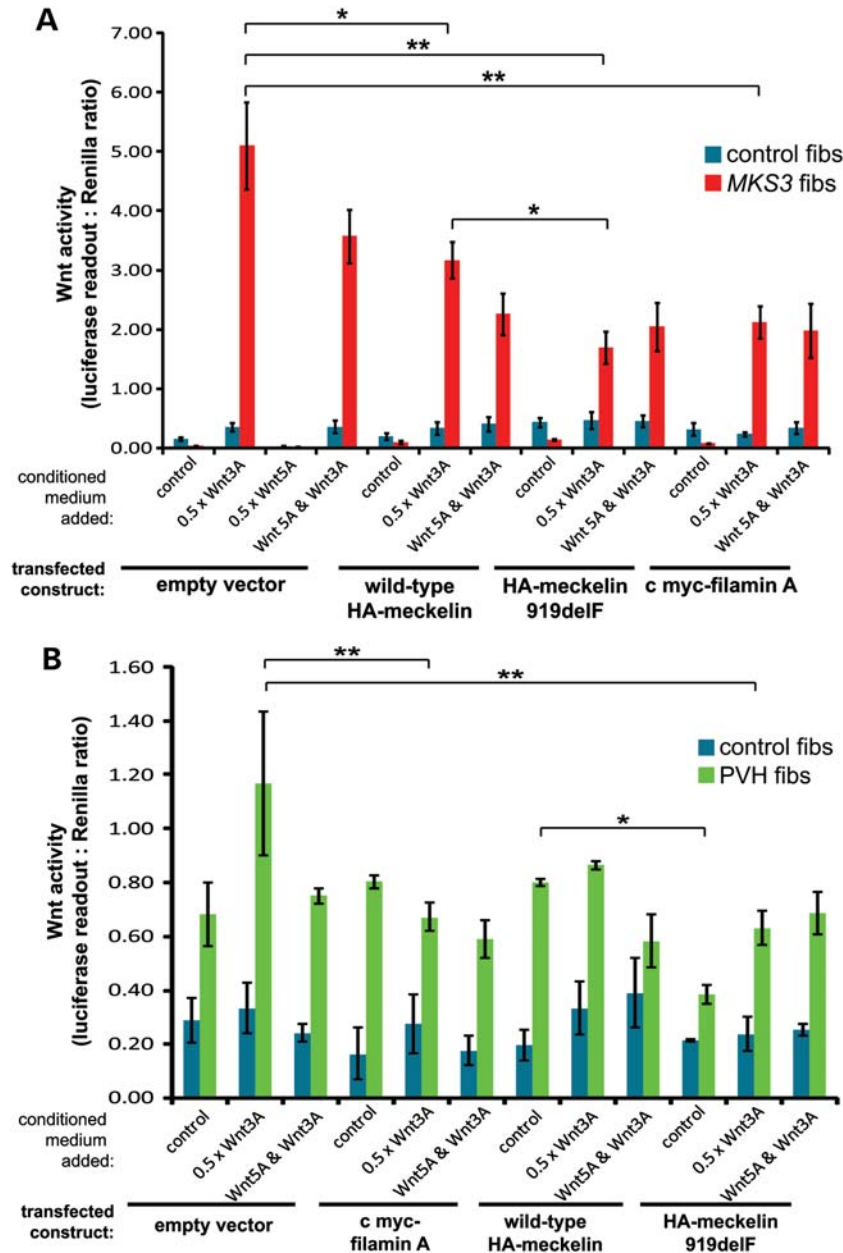 A
7.00
6.00
5.00
4.00
3.00
2.00
1.00
0.00
Wnt activity
(luciferase readout : Renilla ratio)
*
**
**
*
control fibs
MKS3 fibs
conditioned
medium
added:
control
0.5 x Wnt3A
0.5 x Wnt5A
Wnt 5A & Wnt3A
control
0.5 x Wnt3A
Wnt 5A & Wnt3A
control
0.5 x Wnt3A
Wnt 5A & Wnt3A
control
0.5 x Wnt3A
Wnt 5A & Wnt3A
transfected
construct:
empty vector
wild-type
HA-meckelin
HA-meckelin
919delF
c myc-filamin A
B
1.60
1.40
1.20
1.00
0.80
0.60
0.40
0.20
0.00
Wnt activity
(luciferase readout : Renilla ratio)
**
**
*
control fibs
PVH fibs
conditioned
medium
added:
control
0.5 x Wnt3A
Wnt5A & Wnt3A
control
0.5 x Wnt3A
Wnt5A & Wnt3A
control
0.5 x Wnt3A
Wnt5A & Wnt3A
control
0.5 x Wnt3A
Wnt5A & Wnt3A
transfected
construct:
empty vector
c myc-
filamin A
wild-type
HA-meckelin
HA-meckelin
919delF